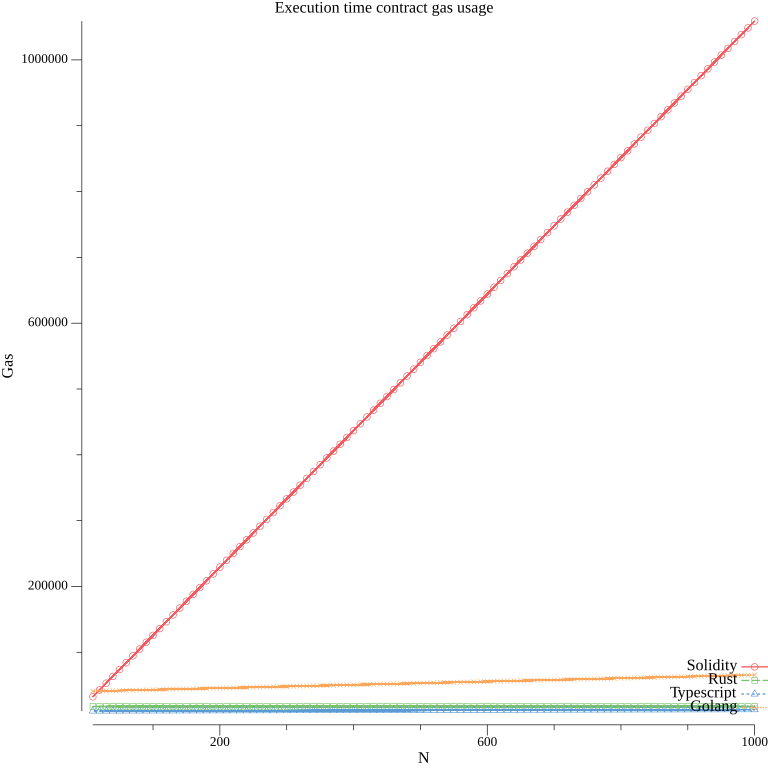 Execution time contract gas usage
1000000
600000
Gas
200000
Solidity
Rust
Typescript
Golang
200
600
1000
N